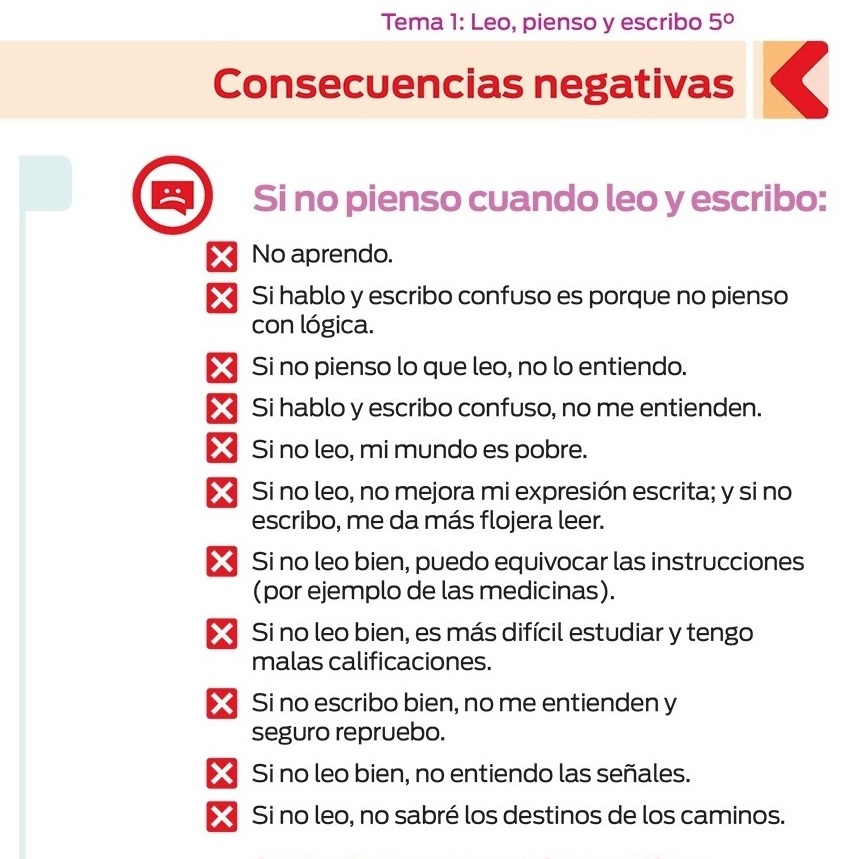 Tema 1: Leo, pienso y escribo 5º
Consecuencias negativas
Si no pienso cuando leo y escribo:
No aprendo.
Si hablo y escribo confuso es porque no pienso
con lógica.
Si no pienso lo que leo, no lo entiendo.
Si hablo y escribo confuso, no me entienden.
Si no leo, mi mundo es pobre.
Si no leo, no mejora mi expresión escrita; y si no
escribo, me da más flojera leer.
Si no leo bien, puedo equivocar las instrucciones
(por ejemplo de las medicinas).
Si no leo bien, es más difícil estudiar y tengo
malas calificaciones.
Si no escribo bien, no me entienden y
seguro repruebo.
Si no leo bien, no entiendo las señales.
Si no leo, no sabré los destinos de los caminos.